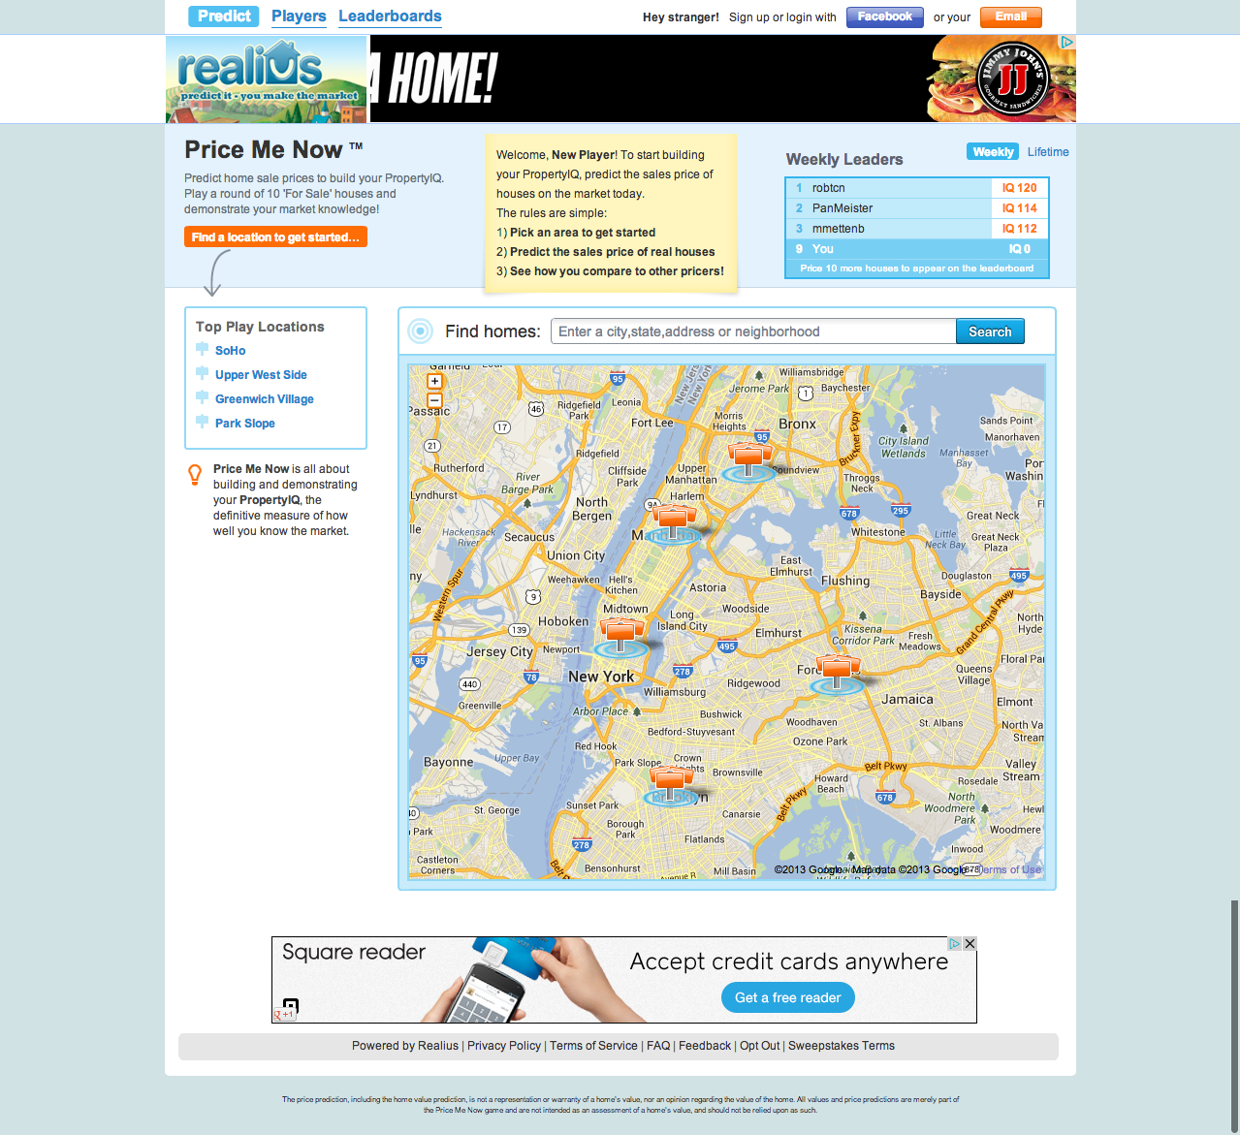 Predict Players Leaderboards
Hey stranger! Sign up or login with Facebook or your Email
realius
predict it - you make the market
A HOME!
JIMMY JOHN'S
JJ
GOURMET SANDWICHES
Price Me Now ™
Predict home sale prices to build your PropertyIQ.
Play a round of 10 'For Sale' houses and
demonstrate your market knowledge!
Find a location to get started...
Welcome, New Player! To start building
your PropertyIQ, predict the sales price of
houses on the market today.
The rules are simple:
1) Pick an area to get started
2) Predict the sales price of real houses
3) See how you compare to other pricers!
Weekly Leaders
Weekly Lifetime
1 robtcn IQ 120
2 PanMeister IQ 114
3 mmettenb IQ 112
9 You IQ 0
Price 10 more houses to appear on the leaderboard
Top Play Locations
SoHo
Upper West Side
Greenwich Village
Park Slope
Price Me Now is all about
building and demonstrating
your PropertyIQ, the
definitive measure of how
well you know the market.
Find homes: Enter a city,state,address or neighborhood Search
+
−
Garfield
Passaic
95
46
Ridgefield
Park
Leonia
Fort Lee
New Jersey
New York
Williamsbridge
Jerome Park
1
Baychester
Morris
Heights
Bronx
95
Bruckner Expy
City Island
Wetlands
Sands Point
Manorhaven
Manhasset
Bay
Port
Washin
17
21
Ridgefield
Rutherford
Cliffside
Park
Upper
Manhattan
Soundview
Throggs
Neck
Lyndhurst
River
Barge Park
North
Bergen
Harlem
9A
678
295
Great Neck
Hackensack
River
Secaucus
Whitestone
Little
Neck Bay
Great Neck
Plaza
Union City
East
Elmhurst
Flushing
Douglaston
495
Weehawken
Hell's
Kitchen
Astoria
Bayside
Western Spur
9
Midtown
Long
Island City
Woodside
Grand Central Pkwy
New
Hyde
Park
Hoboken
139
Elmhurst
Kissena
Corridor Park
Fresh
Meadows
Jersey City
Newport
495
Floral Par
95
78
New York
278
Queens
Village
440
Williamsburg
Ridgewood
Jamaica
Elmont
Greenville
Arbor Place
Bushwick
Woodhaven
St. Albans
North Va
Stream
Bedford-Stuyvesant
Ozone Park
Red Hook
Bayonne
Upper Bay
Park Slope
Crown
Heights
Brownsville
Belt Pkwy
Howard
Beach
Rosedale
Valley
Stream
678
North
Woodmere
Park
Hewl
St. George
Sunset Park
Brooklyn
Belt Pkwy
Canarsie
Woodmere
Park
Borough
Park
Flatlands
278
Inwood
Castleton
Corners
Bensonhurst
Avenue R
Mill Basin
©2013 Google - Map data ©2013 Google Terms of Use
Square reader
Accept credit cards anywhere
Get a free reader
+1
Powered by Realius | Privacy Policy | Terms of Service | FAQ | Feedback | Opt Out | Sweepstakes Terms
The price prediction, including the home value prediction, is not a representation or warranty of a home's value, nor an opinion regarding the value of the home. All values and price predictions are merely part of
the Price Me Now game and are not intended as an assessment of a home's value, and should not be relied upon as such.